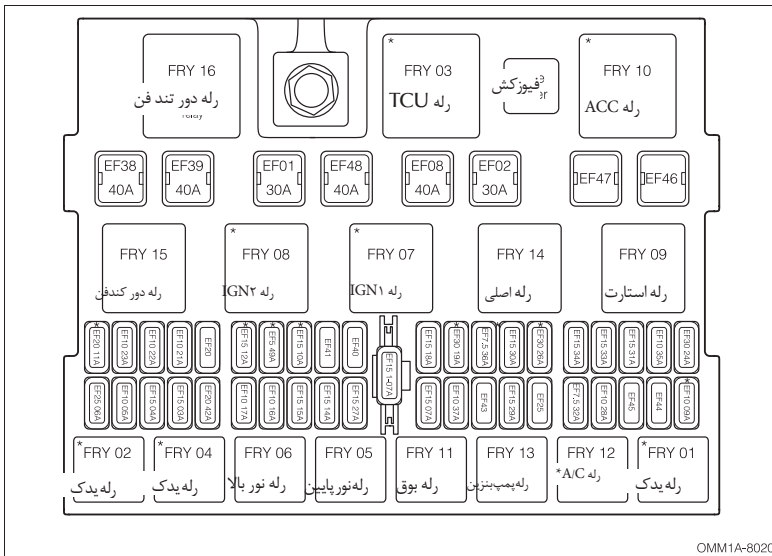 FRY 16
رله دور تند فن
relay
*
FRY 03
رله TCU
فیوزکش
*
FRY 10
رله ACC
EF38
40A
EF39
40A
EF01
30A
EF48
40A
EF08
40A
EF02
30A
EF47
EF46
FRY 15
رله دور کندفن
*
FRY 08
رله IGN۲
*
FRY 07
رله IGN۱
FRY 14
رله اصلی
FRY 09
رله استارت
*EF20 11A
EF10 23A
EF10 22A
EF10 21A
EF20
*EF15 12A
*EF5 49A
*EF15 10A
EF41
EF40
EF15 1-07A
EF15 18A
*EF30 19A
EF7.5 36A
*EF15 30A
*EF30 26A
EF15 34A
EF15 33A
EF15 31A
EF10 35A
EF30 24A
EF25 06A
EF10 05A
EF15 04A
EF15 03A
EF20 42A
EF10 17A
EF10 16A
EF15 15A
EF15 14A
EF15 27A
EF15 07A
EF10 37A
EF43
EF15 29A
EF25
EF7.5 32A
EF10 28A
EF45
EF44
*EF10 09A
*FRY 02
رله یدک
*FRY 04
رله یدک
FRY 06
رله نور بالا
FRY 05
رله نور پایین
FRY 11
رله بوق
FRY 13
رله پمپ بنزین
FRY 12
رله A/C*
*FRY 01
رله یدک
OMM1A-8020